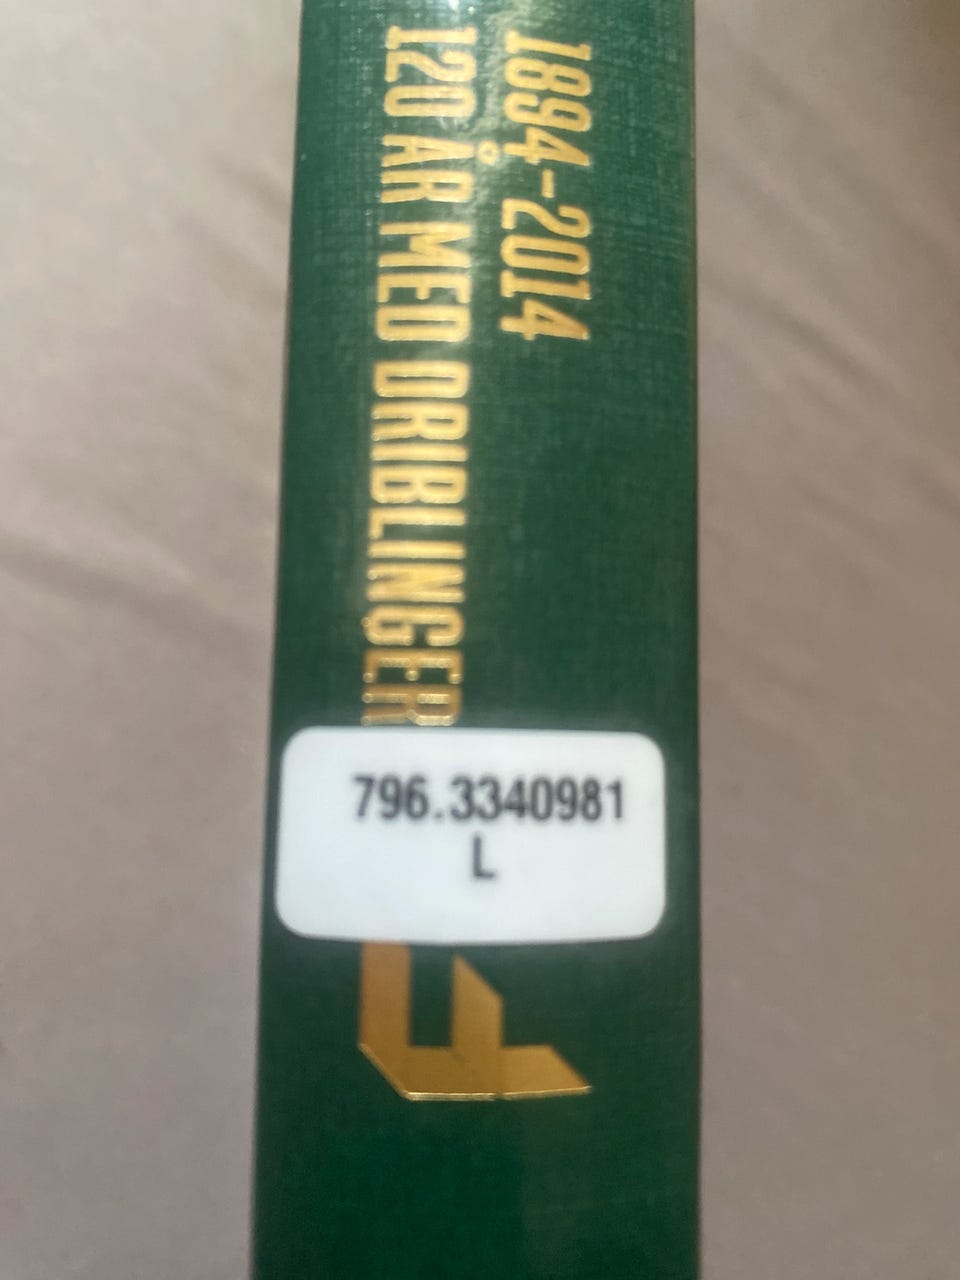 1894-2014
120 ÅR MED DRIBLINGER
796.3340981
L